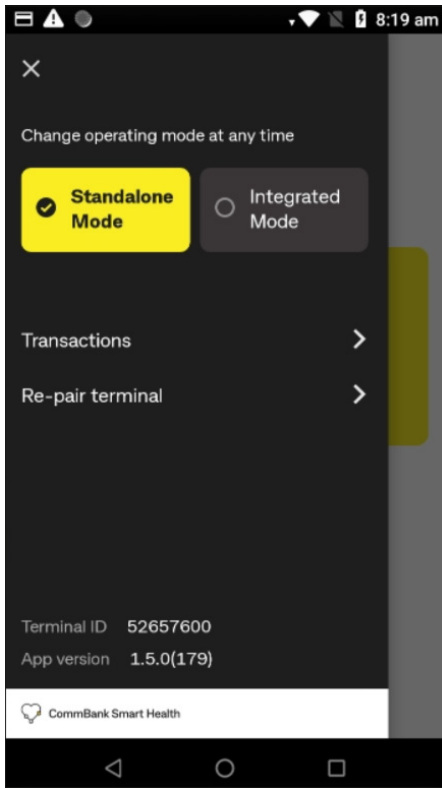 8:19 am
Change operating mode at any time
Standalone
Mode
Integrated
Mode
Transactions
Re-pair terminal
Terminal ID 52657600
App version 1.5.0(179)
CommBank Smart Health